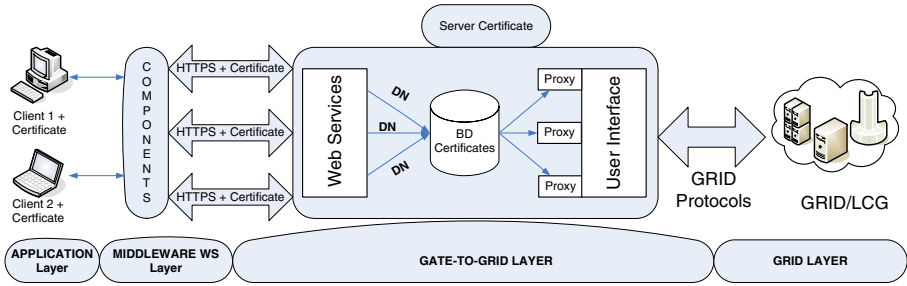 Server Certificate
Client 1 +
Certificate
Client 2 +
Certficate
COMPONENTS
HTTPS + Certificate
HTTPS + Certificate
HTTPS + Certificate
Web Services
DN
DN
DN
BD
Certificates
Proxy
Proxy
Proxy
User Interface
GRID
Protocols
GRID/LCG
APPLICATION
Layer
MIDDLEWARE WS
Layer
GATE-TO-GRID LAYER
GRID LAYER